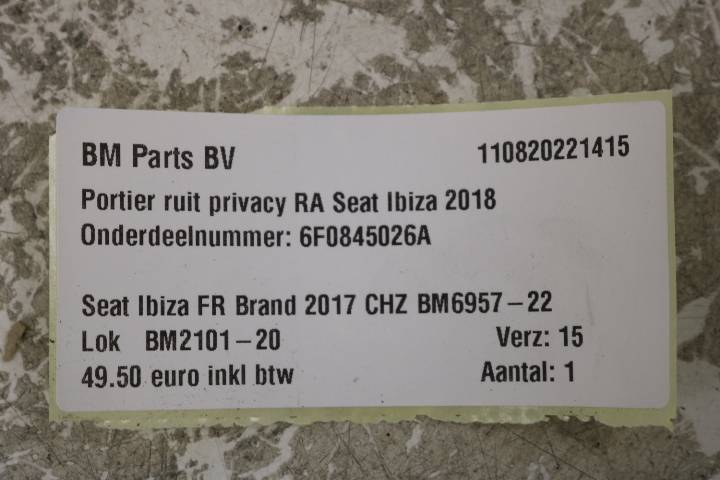 BM Parts BV 110820221415
Portier ruit privacy RA Seat Ibiza 2018
Onderdeelnummer: 6F0845026A
Seat Ibiza FR Brand 2017 CHZ BM6957-22
Lok BM2101-20 Verz: 15
49.50 euro inkl btw Aantal: 1